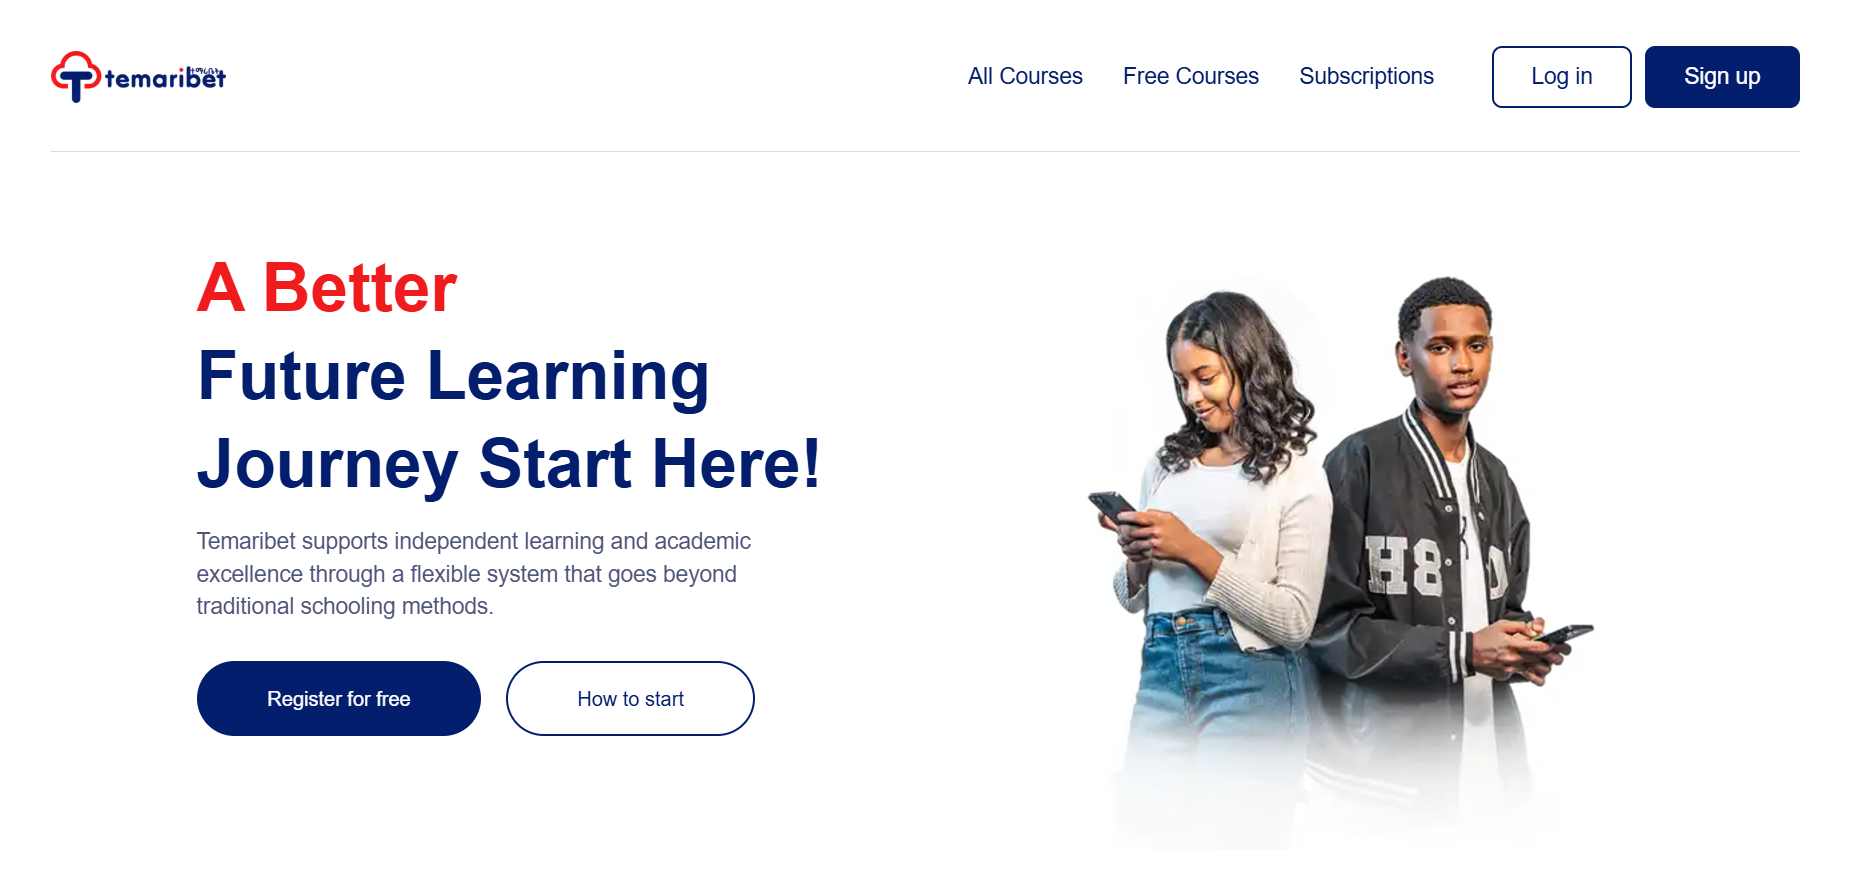 temaribet
All Courses
Free Courses
Subscriptions
Log in
Sign up
A Better
Future Learning
Journey Start Here!
Temaribet supports independent learning and academic
excellence through a flexible system that goes beyond
traditional schooling methods.
Register for free
How to start
H8